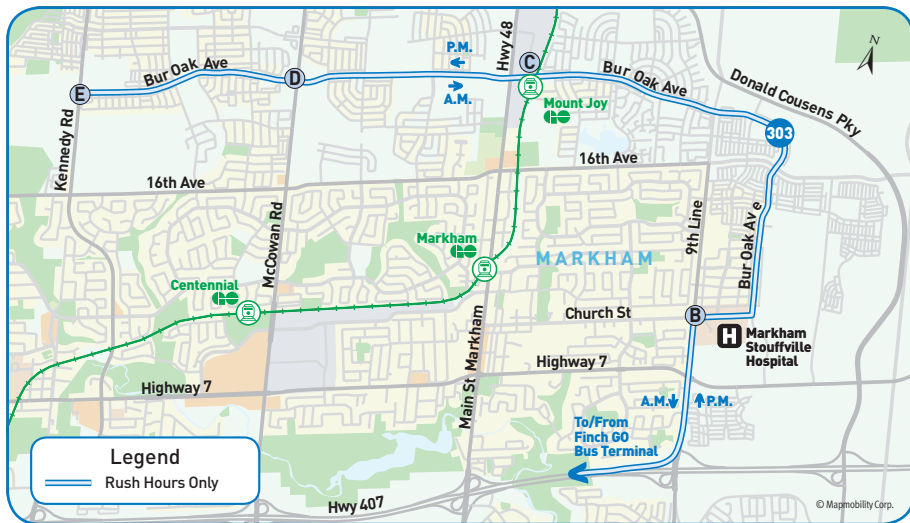 N
Hwy 48
P.M.
C
Bur Oak Ave
D
Bur Oak Ave
Donald Cousens Pky
E
A.M.
Mount Joy
303
Kennedy Rd
16th Ave
16th Ave
McCowan Rd
9th Line
Bur Oak Av e
Markham
MARKHAM
Centennial
Church St
B
H
Markham
Stouffville
Hospital
Main St Markham
Highway 7
Highway 7
A.M.
P.M.
To/From
Finch GO
Bus Terminal
Legend
Rush Hours Only
Hwy 407
© Mapmobility Corp.